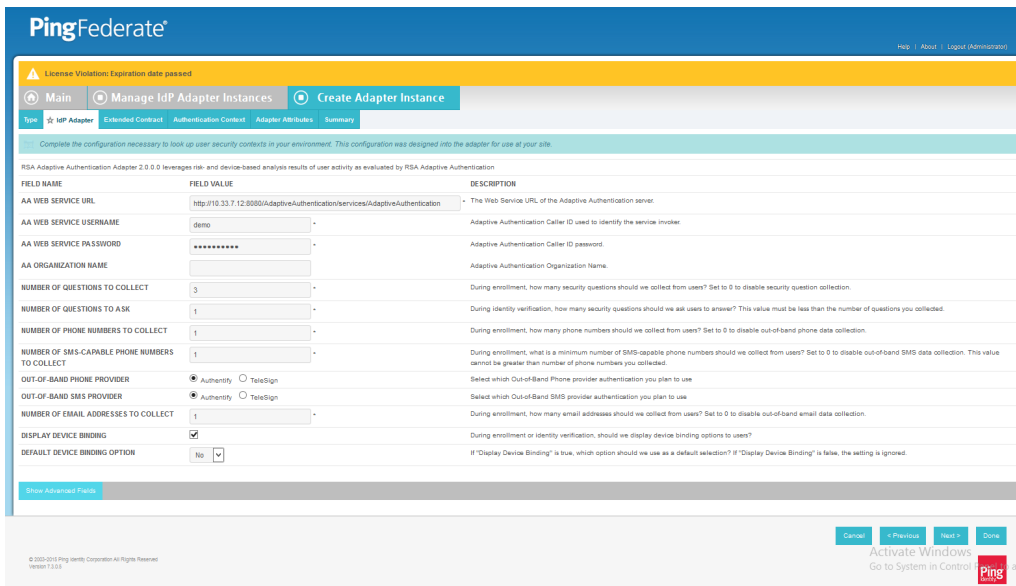 PingFederate®
Help | About | Logout (Administrator)
License Violation: Expiration date passed
Main
Manage IdP Adapter Instances
Create Adapter Instance
Type
IdP Adapter
Extended Contract
Authentication Context
Adapter Attributes
Summary
Complete the configuration necessary to look up user security contexts in your environment. This configuration was designed into the adapter for use at your site.
RSA Adaptive Authentication Adapter 2.0.0.0 leverages risk- and device-based analysis results of user activity as evaluated by RSA Adaptive Authentication
FIELD NAME FIELD VALUE DESCRIPTION
AA WEB SERVICE URL http://10.33.7.12:8080/AdaptiveAuthentication/services/AdaptiveAuthentication * The Web Service URL of the Adaptive Authentication server.
AA WEB SERVICE USERNAME demo * Adaptive Authentication Caller ID used to identify the service invoker.
AA WEB SERVICE PASSWORD •••••••••• * Adaptive Authentication Caller ID password.
AA ORGANIZATION NAME Adaptive Authentication Organization Name.
NUMBER OF QUESTIONS TO COLLECT 3 * During enrollment, how many security questions should we collect from users? Set to 0 to disable security question collection.
NUMBER OF QUESTIONS TO ASK 1 * During identity verification, how many security questions should we ask users to answer? This value must be less than the number of questions you collected.
NUMBER OF PHONE NUMBERS TO COLLECT 1 * During enrollment, how many phone numbers should we collect from users? Set to 0 to disable out-of-band phone data collection.
NUMBER OF SMS-CAPABLE PHONE NUMBERS
TO COLLECT
1 *
During enrollment, what is a minimum number of SMS-capable phone numbers should we collect from users? Set to 0 to disable out-of-band SMS data collection. This value
cannot be greater than number of phone numbers you collected.
OUT-OF-BAND PHONE PROVIDER Authentify TeleSign Select which Out-of-Band Phone provider authentication you plan to use
OUT-OF-BAND SMS PROVIDER Authentify TeleSign Select which Out-of-Band SMS provider authentication you plan to use
NUMBER OF EMAIL ADDRESSES TO COLLECT 1 * During enrollment, how many email addresses should we collect from users? Set to 0 to disable out-of-band email data collection.
DISPLAY DEVICE BINDING During enrollment or identity verification, should we display device binding options to users?
DEFAULT DEVICE BINDING OPTION No If "Display Device Binding" is true, which option should we use as a default selection? If "Display Device Binding" is false, the setting is ignored.
Show Advanced Fields
Cancel
< Previous
Next >
Done
Activate Windows
Go to System in Control
© 2003-2015 Ping Identity Corporation All Rights Reserved
Version 7.3.0.5
Ping
Identity